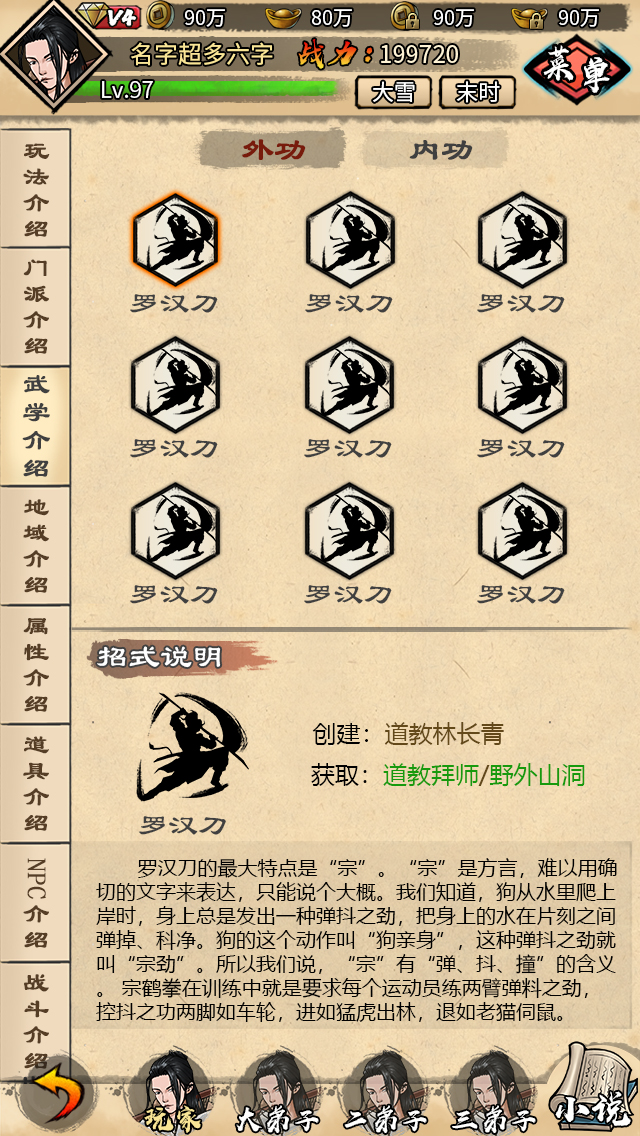 V4 90万 80万 90万 90万
名字超多六字 战力：199720
菜单
Lv.97 大雪 末时
外功 内功
玩法介绍
门派介绍
武学介绍
地域介绍
属性介绍
道具介绍
NPC介绍
战斗介绍
罗汉刀 罗汉刀 罗汉刀
罗汉刀 罗汉刀 罗汉刀
罗汉刀 罗汉刀 罗汉刀
招式说明
创建：道教林长青
获取：道教拜师/野外山洞
罗汉刀
罗汉刀的最大特点是“宗”。“宗”是方言，难以用确
切的文字来表达，只能说个大概。我们知道，狗从水里爬上
岸时，身上总是发出一种弹抖之劲，把身上的水在片刻之间
弹掉、科净。狗的这个动作叫“狗亲身”，这种弹抖之劲就
叫“宗劲”。所以我们说，“宗”有“弹、抖、撞”的含义
。宗鹤拳在训练中就是要求每个运动员练两臂弹料之劲，
控抖之功两脚如车轮，进如猛虎出林，退如老猫伺鼠。
玩家 大弟子 二弟子 三弟子 小说